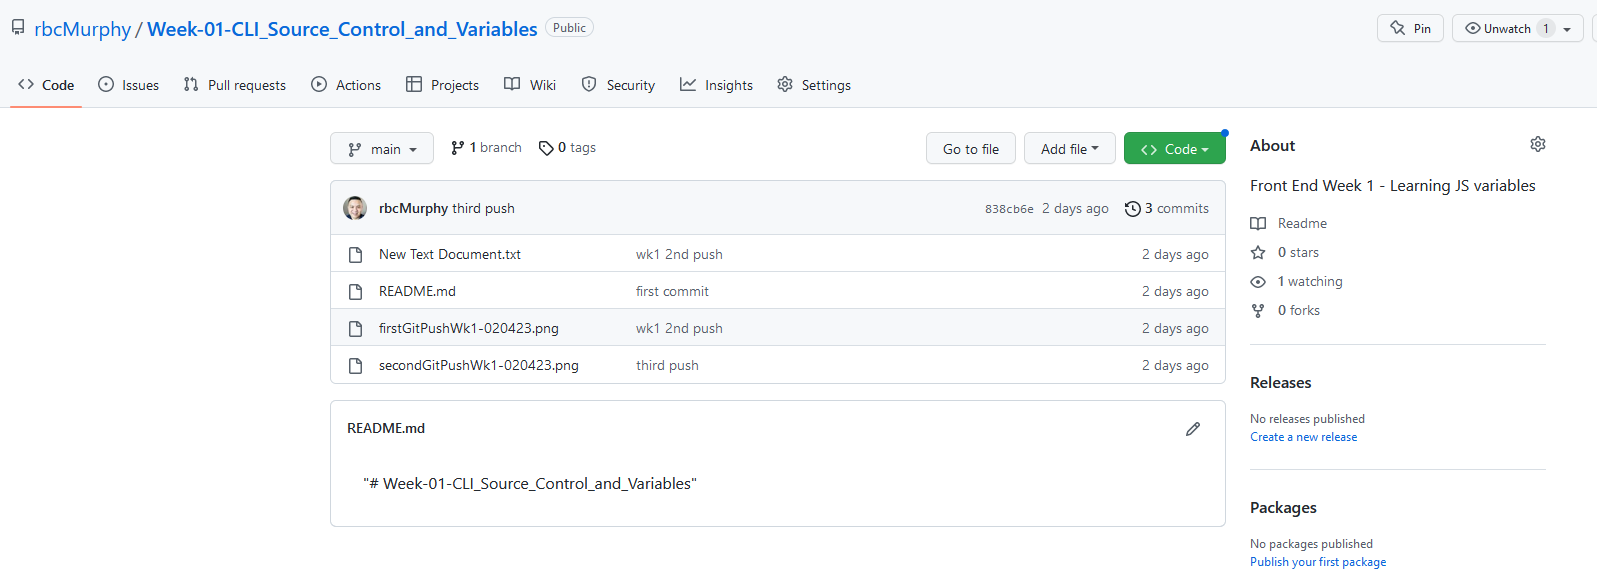 rbcMurphy / Week-01-CLI_Source_Control_and_Variables Public
Pin Unwatch 1
Code Issues Pull requests Actions Projects Wiki Security Insights Settings
main 1 branch 0 tags Go to file Add file Code
rbcMurphy third push 838cb6e 2 days ago 3 commits
New Text Document.txt wk1 2nd push 2 days ago
README.md first commit 2 days ago
firstGitPushWk1-020423.png wk1 2nd push 2 days ago
secondGitPushWk1-020423.png third push 2 days ago
README.md
"# Week-01-CLI_Source_Control_and_Variables"
About
Front End Week 1 - Learning JS variables
Readme
0 stars
1 watching
0 forks
Releases
No releases published
Create a new release
Packages
No packages published
Publish your first package